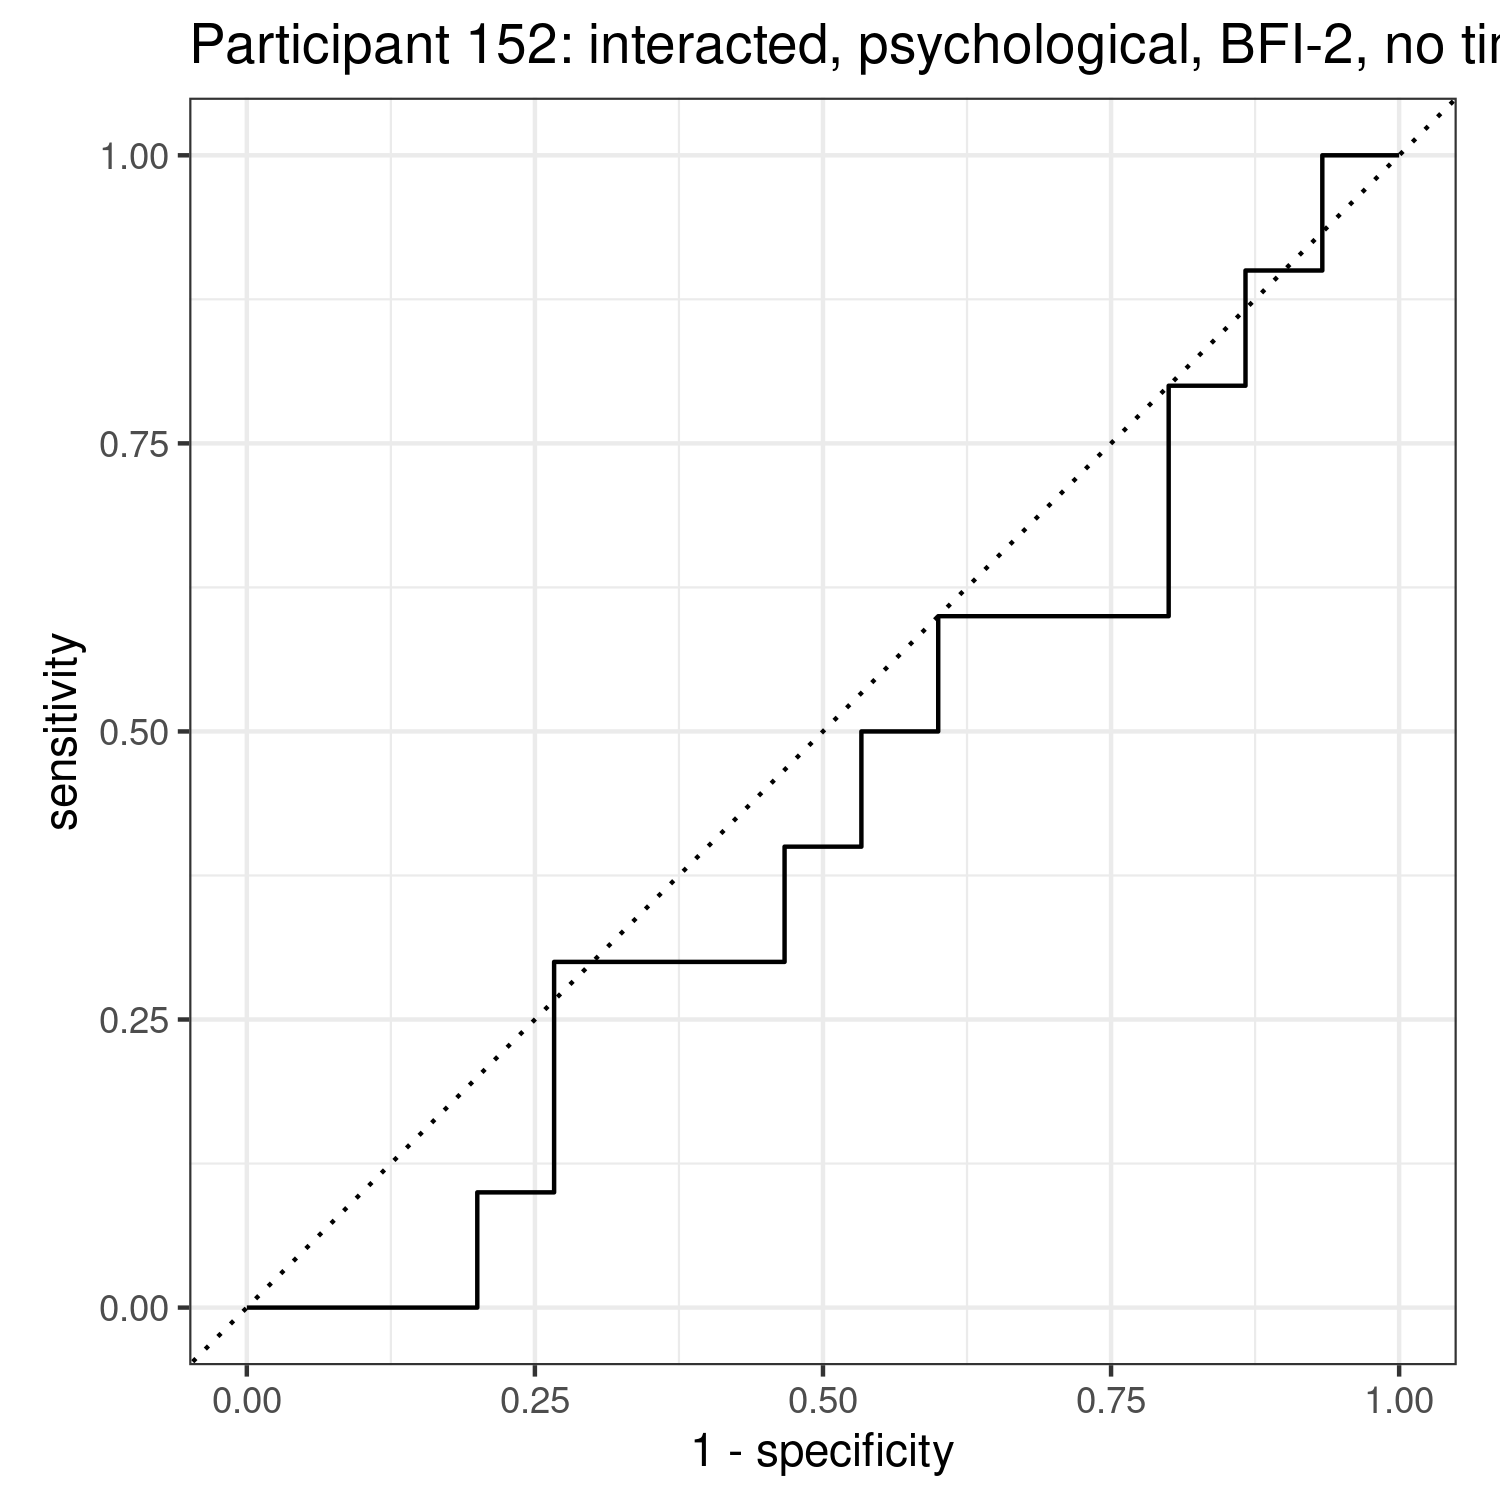 Participant 152: interacted, psychological, BFI-2, no
1.00
0.75
0.50
0.25
0.00
sensitivity
0.00 0.25 0.50 0.75 1.00
1 - specificity